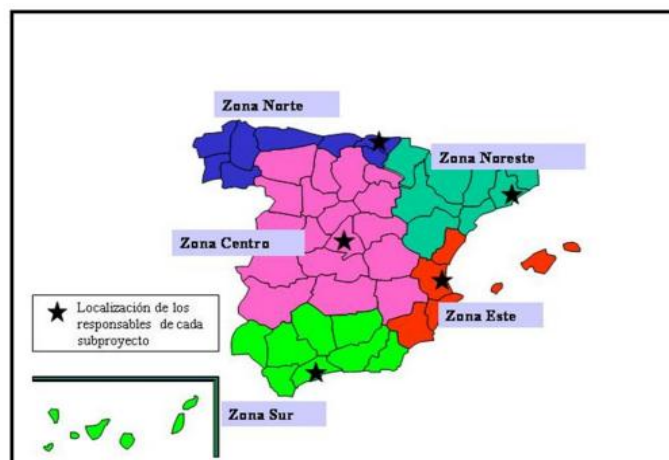 Zona Norte
Zona Noreste
Zona Centro
Localización de los
responsables de cada
subproyecto
Zona Este
Zona Sur